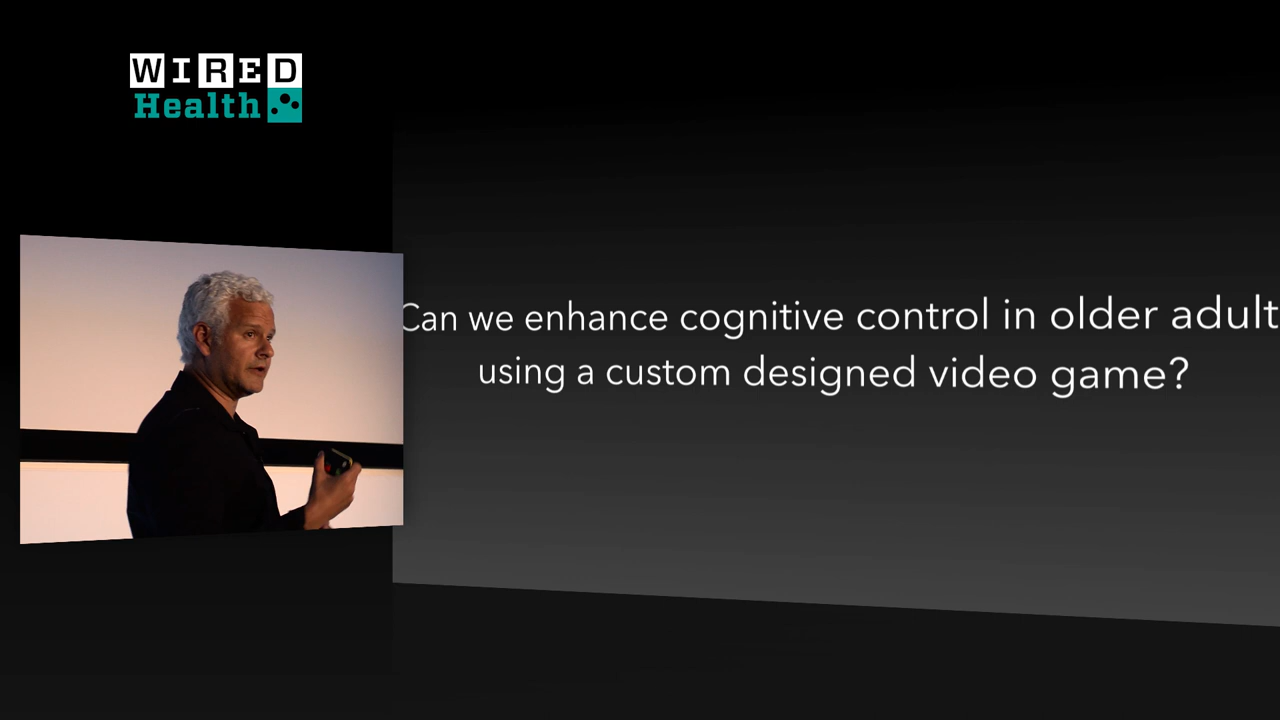 WIRED
Health
Can we enhance cognitive control in older adult
using a custom designed video game?